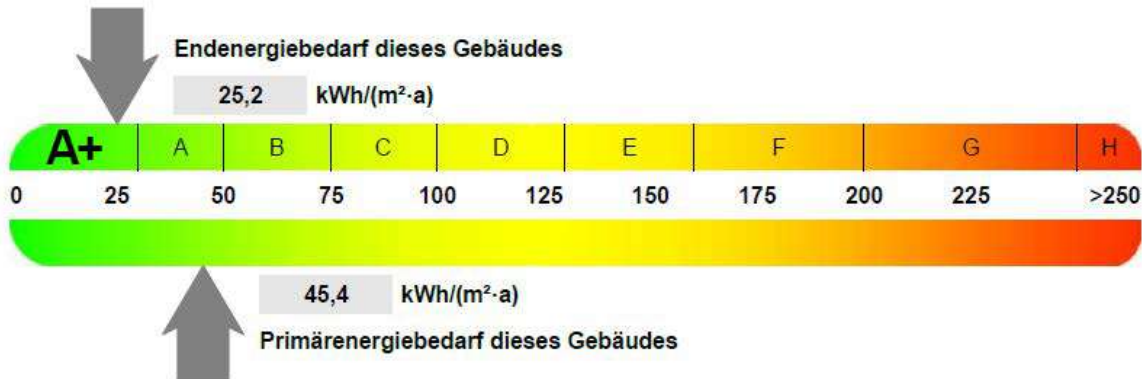 Endenergiebedarf dieses Gebäudes
25,2 kWh/(m²·a)
A+ A B C D E F G H
0 25 50 75 100 125 150 175 200 225 >250
45,4 kWh/(m²·a)
Primärenergiebedarf dieses Gebäudes